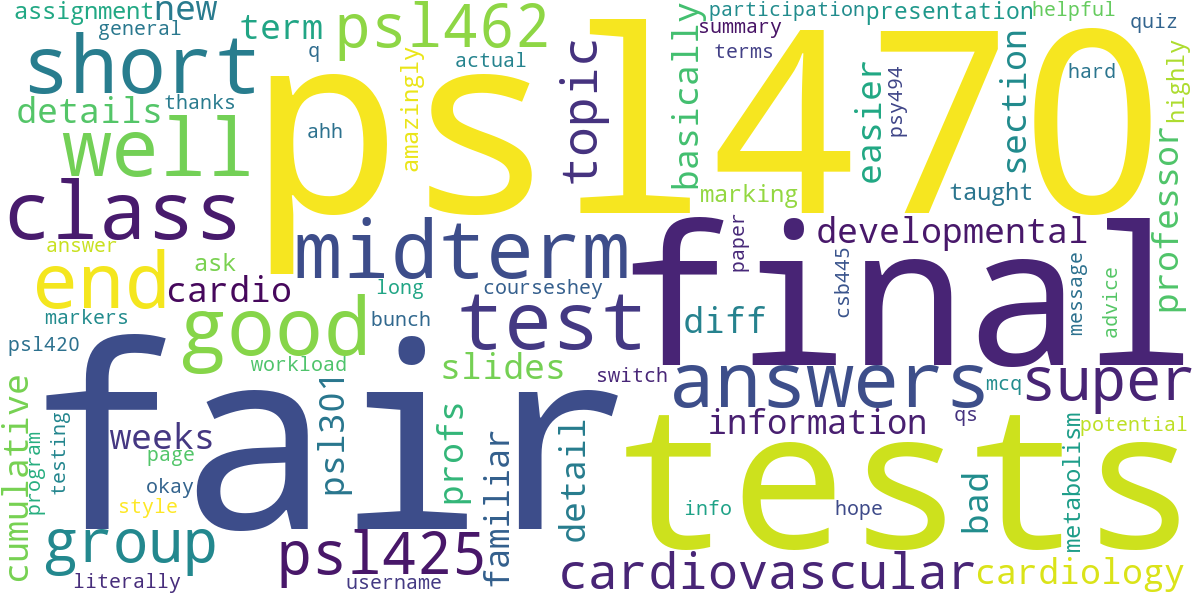 assignment new term psl462 participation presentation helpful
general q basically summary quiz
short psl470 actual topic terms hard section highly
details thanks amazingly easier psy494
well ahh marking taught professor
class midterm final developmental
answer ask paper
end cardio long courseshey test diff csb445 message advice
markers good bunch
psl420 workload slides switch answers mcq super
cumulative weeks fair psl301 profs information qs
program testing page familiar detail tests metabolism potential
okay bad
style info hope
group psl425 cardiovascular cardiology
literally username